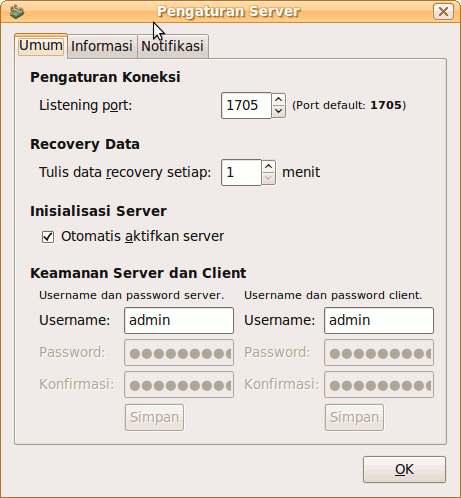 Pengaturan Server
Umum Informasi Notifikasi
Pengaturan Koneksi
Listening port: 1705 (Port default: 1705)
Recovery Data
Tulis data recovery setiap: 1 menit
Inisialisasi Server
Otomatis aktifkan server
Keamanan Server dan Client
Username dan password server. Username dan password client.
Username: admin Username: admin
Password: Password:
Konfirmasi: Konfirmasi:
Simpan Simpan
OK